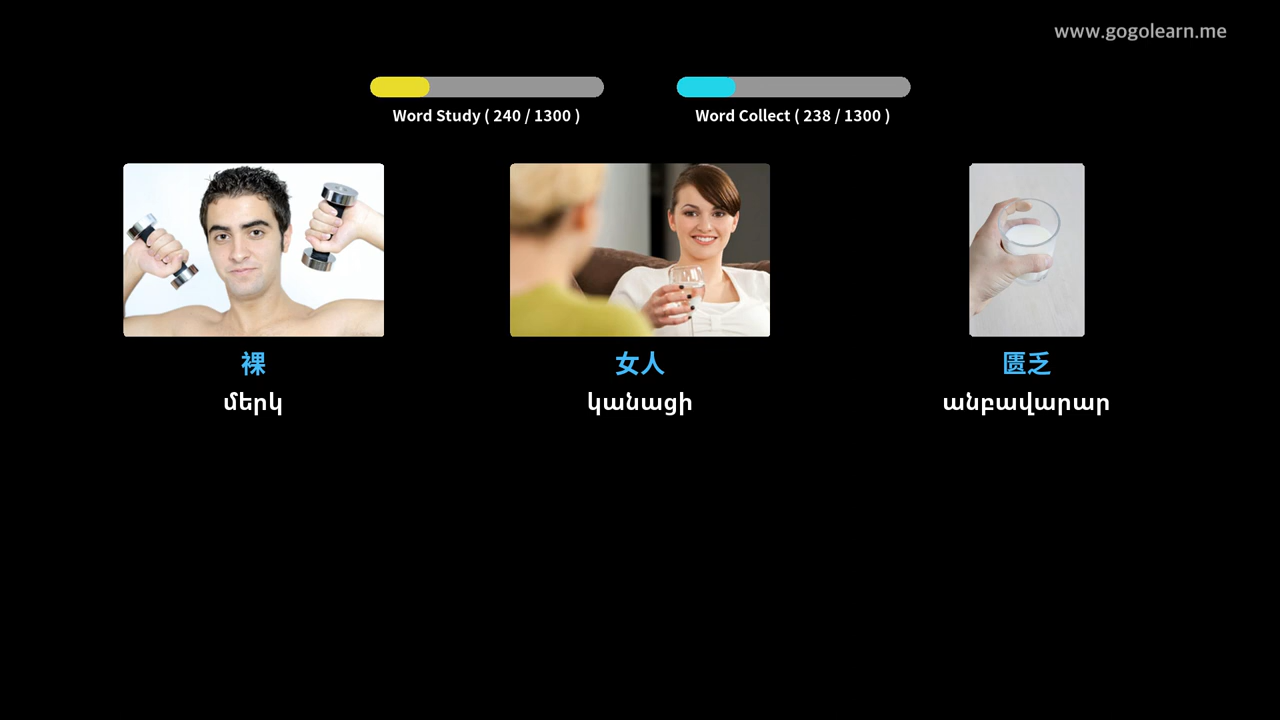 www.gogolearn.me
Word Study ( 240 / 1300 )
Word Collect ( 238 / 1300 )
裸
女人
匮乏
մերկ
կանացի
անբավարար